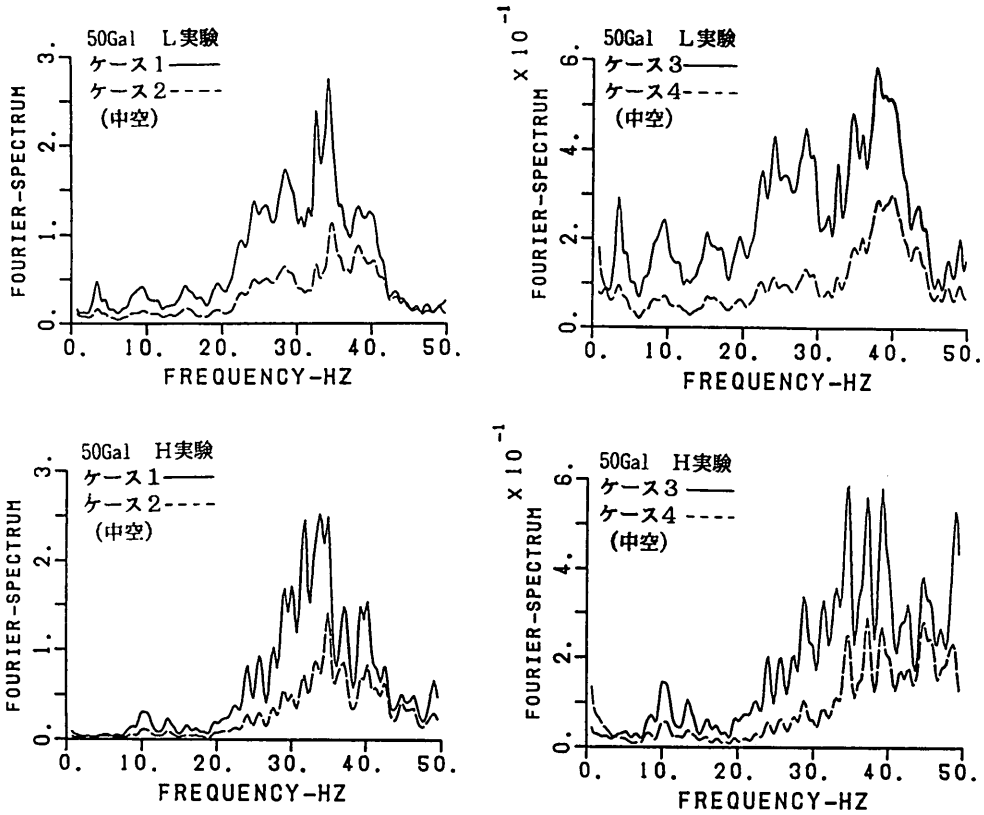 50Gal L実験
ケース1
ケース2
(中空)
FOURIER-SPECTRUM
3.
2.
1.
0.
0. 10. 20. 30. 40. 50.
FREQUENCY-HZ
× 10⁻¹
50Gal L実験
ケース3
ケース4
(中空)
FOURIER-SPECTRUM
6.
4.
2.
0.
0. 10. 20. 30. 40. 50.
FREQUENCY-HZ
50Gal H実験
ケース1
ケース2
(中空)
FOURIER-SPECTRUM
3.
2.
1.
0.
0. 10. 20. 30. 40. 50.
FREQUENCY-HZ
× 10⁻¹
50Gal H実験
ケース3
ケース4
(中空)
FOURIER-SPECTRUM
6.
4.
2.
0.
0. 10. 20. 30. 40. 50.
FREQUENCY-HZ